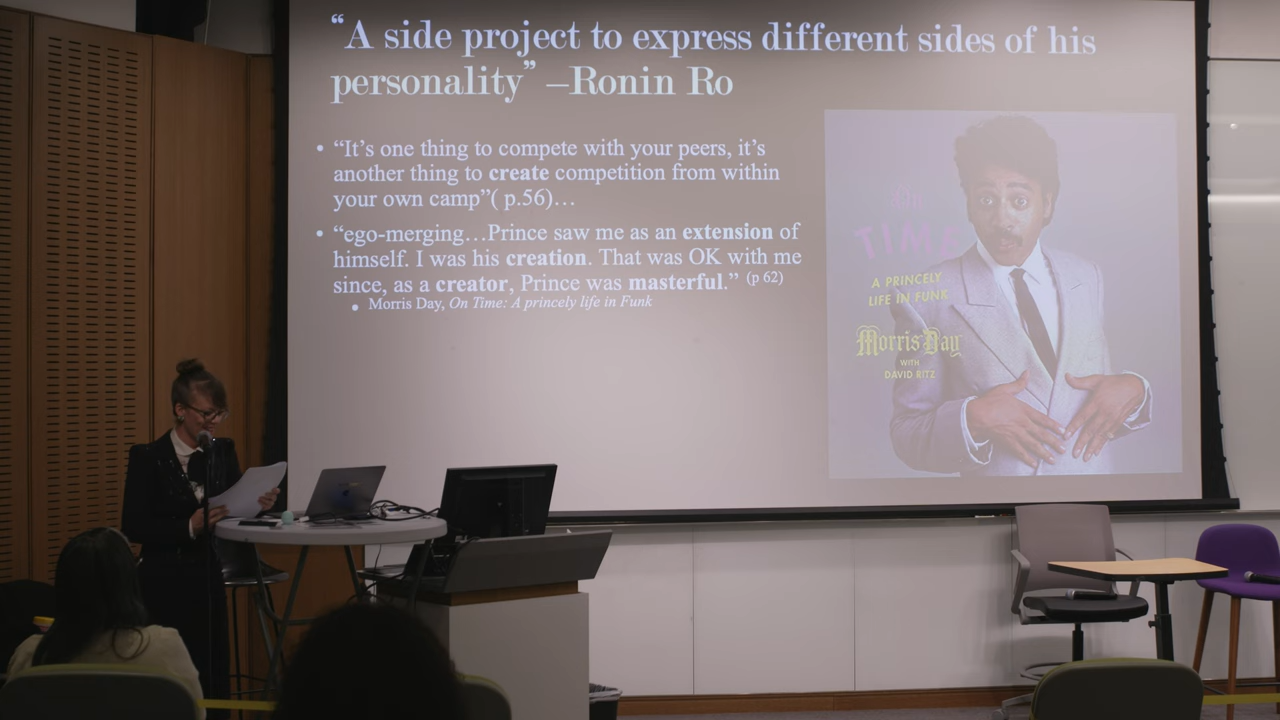 “A side project to express different sides of his
personality” –Ronin Ro
• “It’s one thing to compete with your peers, it’s
another thing to create competition from within
your own camp”( p.56)…
• “ego-merging…Prince saw me as an extension of
himself. I was his creation. That was OK with me
since, as a creator, Prince was masterful.” (p 62)
• Morris Day, On Time: A princely life in Funk
On
TIME
A PRINCELY
LIFE IN FUNK
Morris Day
WITH
DAVID RITZ